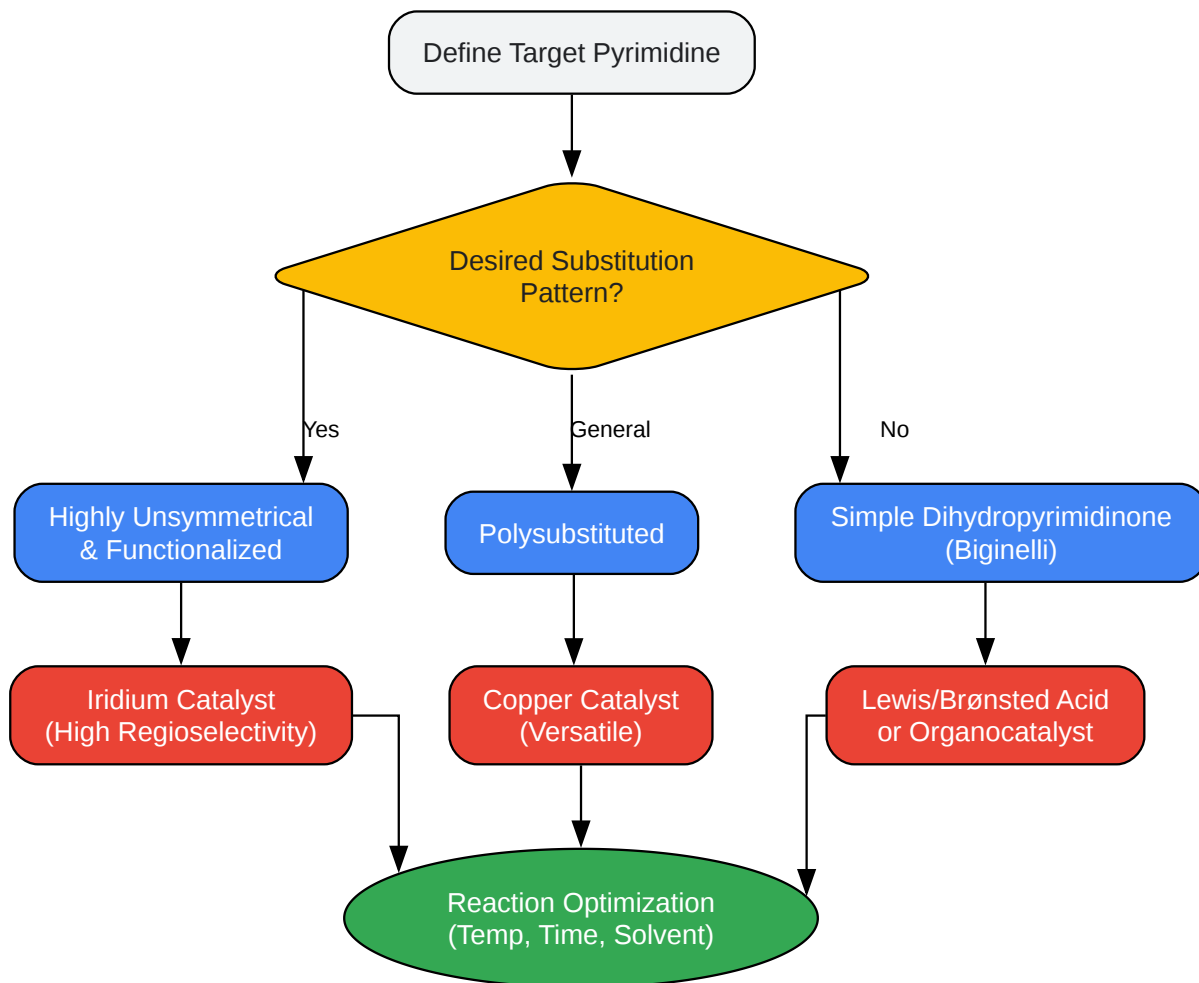 Define Target Pyrimidine
Desired Substitution
Pattern?
Yes
General
No
Highly Unsymmetrical
& Functionalized
Polysubstituted
Simple Dihydropyrimidinone
(Biginelli)
Iridium Catalyst
(High Regioselectivity)
Copper Catalyst
(Versatile)
Lewis/Brønsted Acid
or Organocatalyst
Reaction Optimization
(Temp, Time, Solvent)